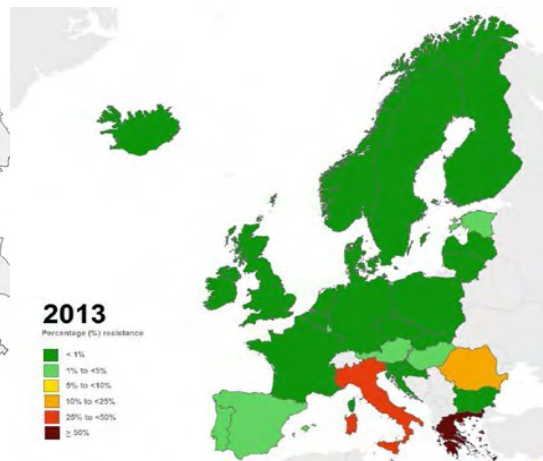 2013
Percentage (%) resistance
< 1%
1% to <5%
5% to <10%
10% to <25%
25% to <50%
≥ 50%